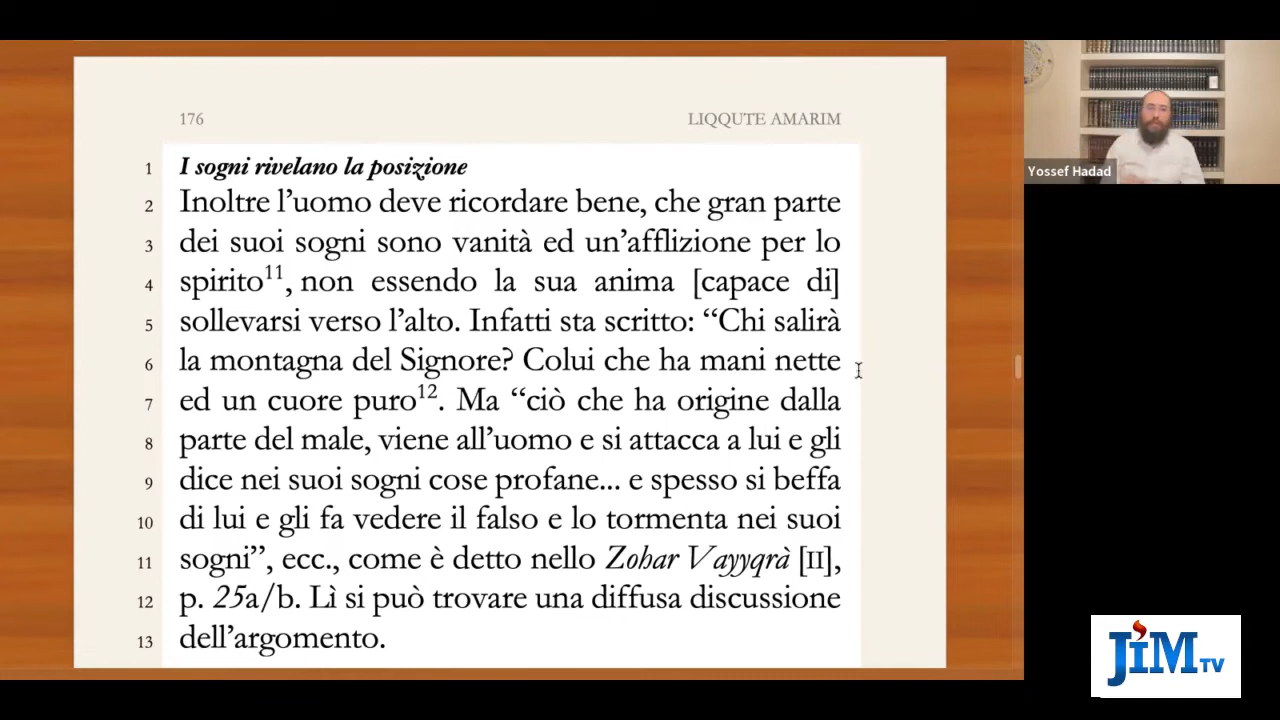 176
LIQQUTE AMARIM
1 I sogni rivelano la posizione
2 Inoltre l’uomo deve ricordare bene, che gran parte
3 dei suoi sogni sono vanità ed un’afflizione per lo
4 spirito11, non essendo la sua anima [capace di]
5 sollevarsi verso l’alto. Infatti sta scritto: “Chi salirà
6 la montagna del Signore? Colui che ha mani nette
7 ed un cuore puro12. Ma “ciò che ha origine dalla
8 parte del male, viene all’uomo e si attacca a lui e gli
9 dice nei suoi sogni cose profane... e spesso si beffa
10 di lui e gli fa vedere il falso e lo tormenta nei suoi
11 sogni”, ecc., come è detto nello Zohar Vayyqrà [II],
12 p. 25a/b. Lì si può trovare una diffusa discussione
13 dell’argomento.
Yossef Hadad
JiM TV